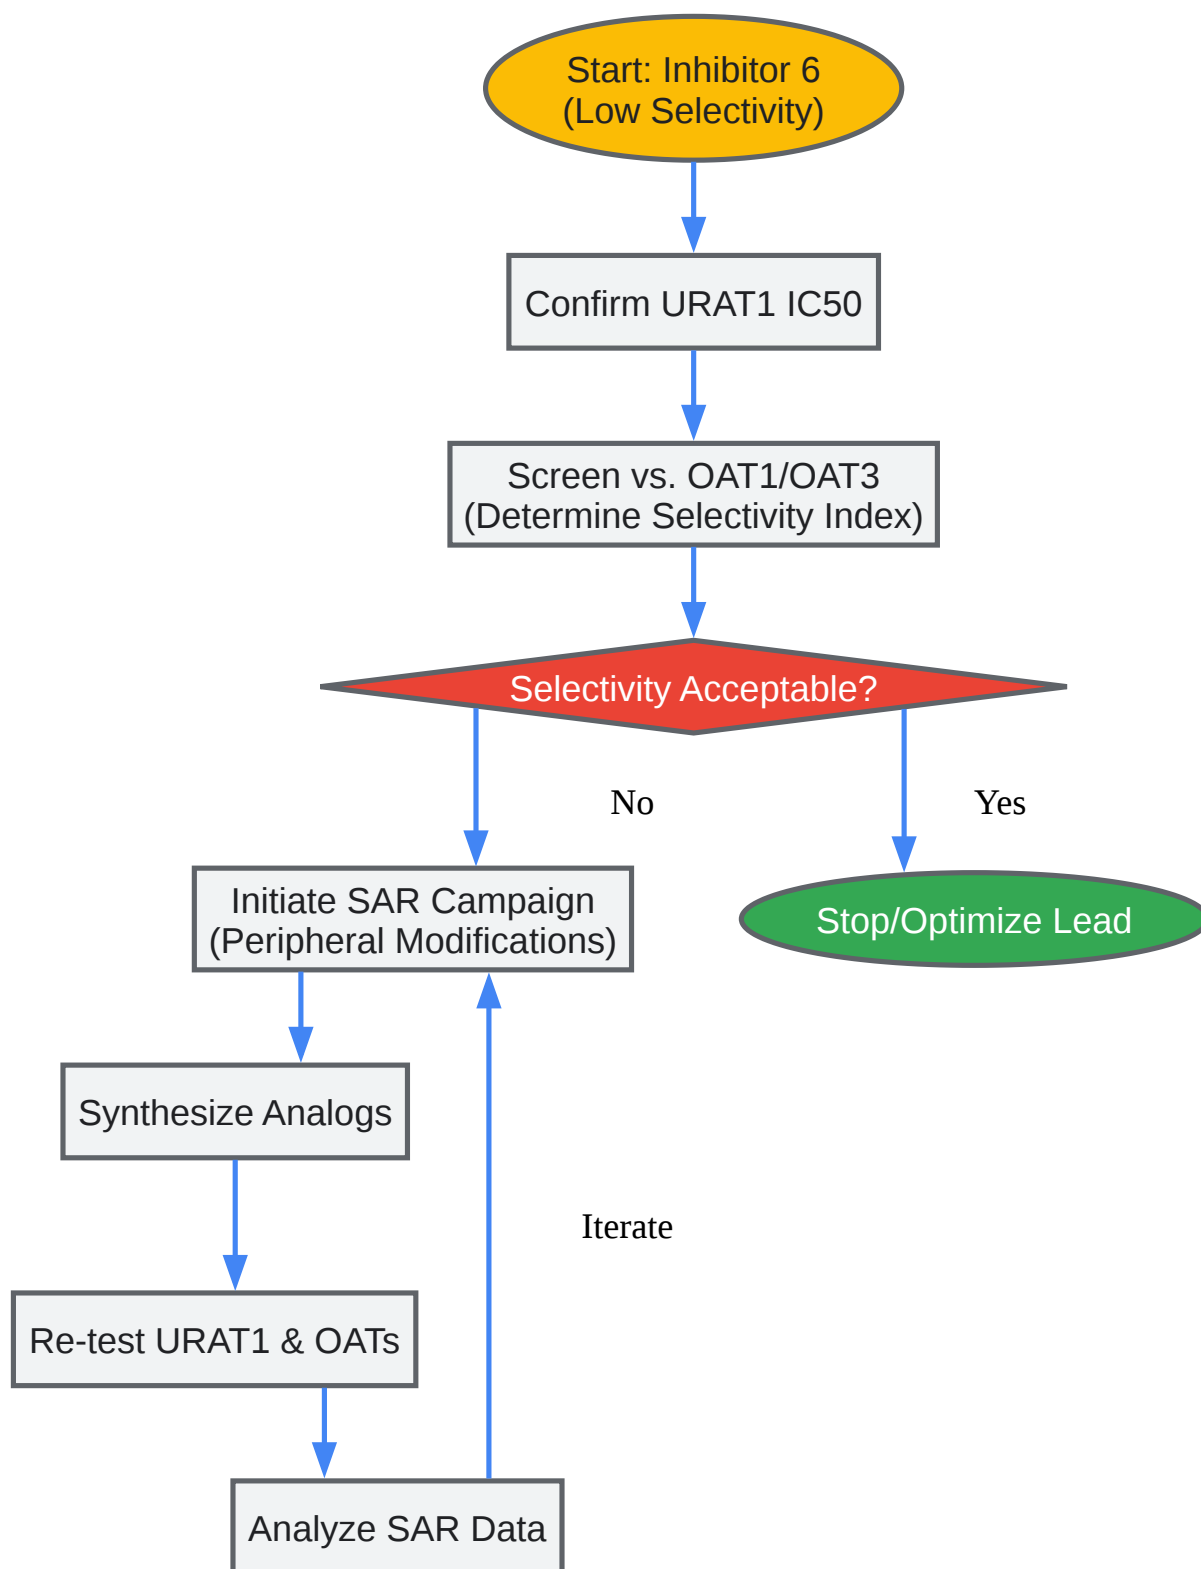 Start: Inhibitor 6
(Low Selectivity)
Confirm URAT1 IC50
Screen vs. OAT1/OAT3
(Determine Selectivity Index)
Selectivity Acceptable?
No
Yes
Initiate SAR Campaign
(Peripheral Modifications)
Stop/Optimize Lead
Synthesize Analogs
Iterate
Re-test URAT1 & OATs
Analyze SAR Data